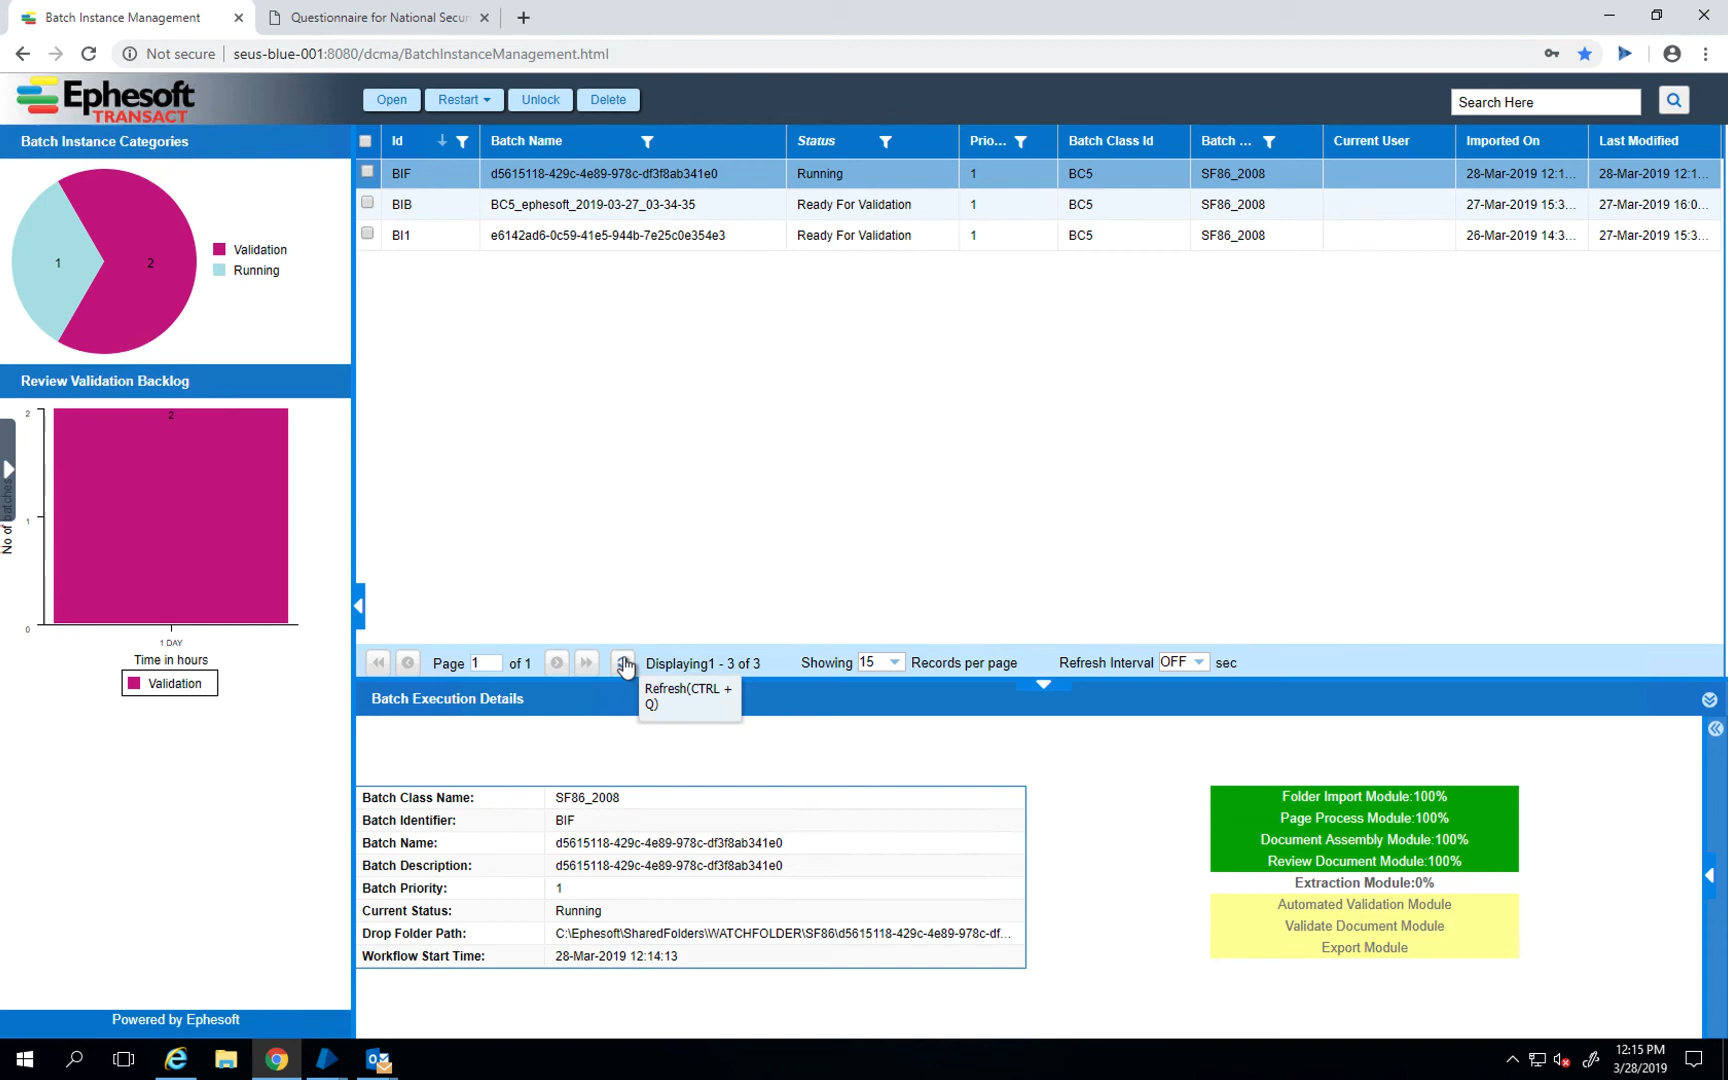 Batch Instance Management
Questionnaire for National Secur
Not secure
seus-blue-001:8080/dcma/BatchInstanceManagement.html
Ephesoft
TRANSACT
Open Restart Unlock Delete
Search Here
Batch Instance Categories
1
2
Validation
Running
Id Batch Name Status Prio... Batch Class Id Batch ... Current User Imported On Last Modified
BIF d5615118-429c-4e89-978c-df3f8ab341e0 Running 1 BC5 SF86_2008 28-Mar-2019 12:1... 28-Mar-2019 12:1...
BIB BC5_ephesoft_2019-03-27_03-34-35 Ready For Validation 1 BC5 SF86_2008 27-Mar-2019 15:3... 27-Mar-2019 16:0...
BI1 e6142ad6-0c59-41e5-944b-7e25c0e354e3 Ready For Validation 1 BC5 SF86_2008 26-Mar-2019 14:3... 27-Mar-2019 15:3...
Review Validation Backlog
2
2
1
0
No of batches
1 DAY
Time in hours
Validation
Powered by Ephesoft
Page 1 of 1 Displaying1 - 3 of 3 Showing 15 Records per page Refresh Interval OFF sec
Refresh(CTRL +
Q)
Batch Execution Details
Batch Class Name: SF86_2008
Batch Identifier: BIF
Batch Name: d5615118-429c-4e89-978c-df3f8ab341e0
Batch Description: d5615118-429c-4e89-978c-df3f8ab341e0
Batch Priority: 1
Current Status: Running
Drop Folder Path: C:\Ephesoft\SharedFolders\WATCHFOLDER\SF86\d5615118-429c-4e89-978c-df...
Workflow Start Time: 28-Mar-2019 12:14:13
Folder Import Module:100%
Page Process Module:100%
Document Assembly Module:100%
Review Document Module:100%
Extraction Module:0%
Automated Validation Module
Validate Document Module
Export Module
12:15 PM
3/28/2019